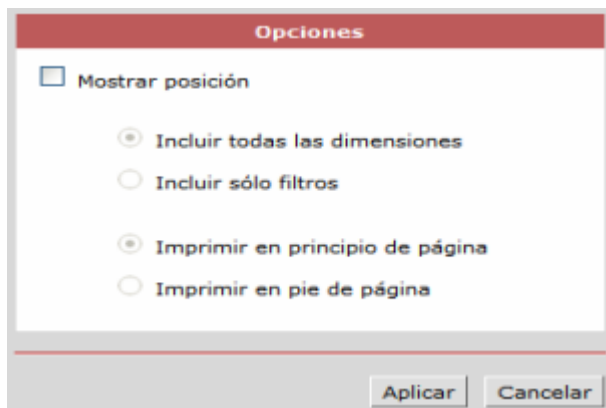 Opciones
Mostrar posición
Incluir todas las dimensiones
Incluir sólo filtros
Imprimir en principio de página
Imprimir en pie de página
Aplicar Cancelar